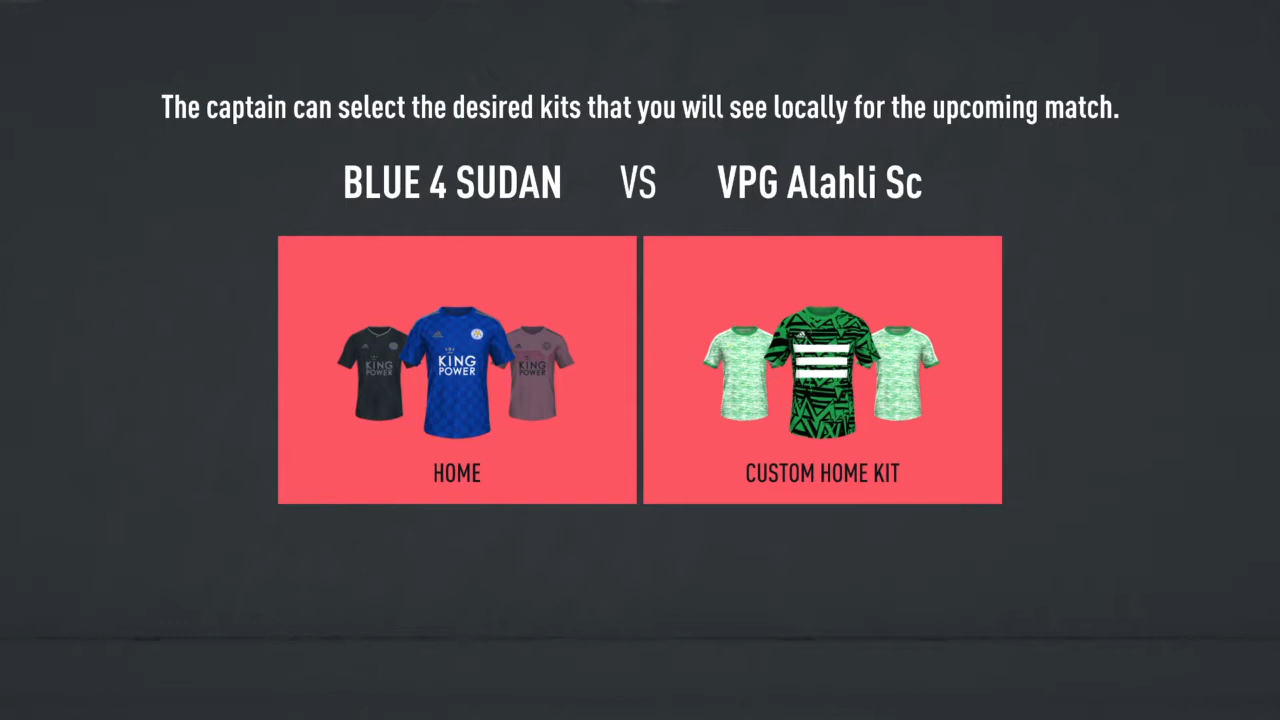 The captain can select the desired kits that you will see locally for the upcoming match.
BLUE 4 SUDAN VS VPG Alahli Sc
KING POWER
KING POWER
KING POWER
HOME
CUSTOM HOME KIT